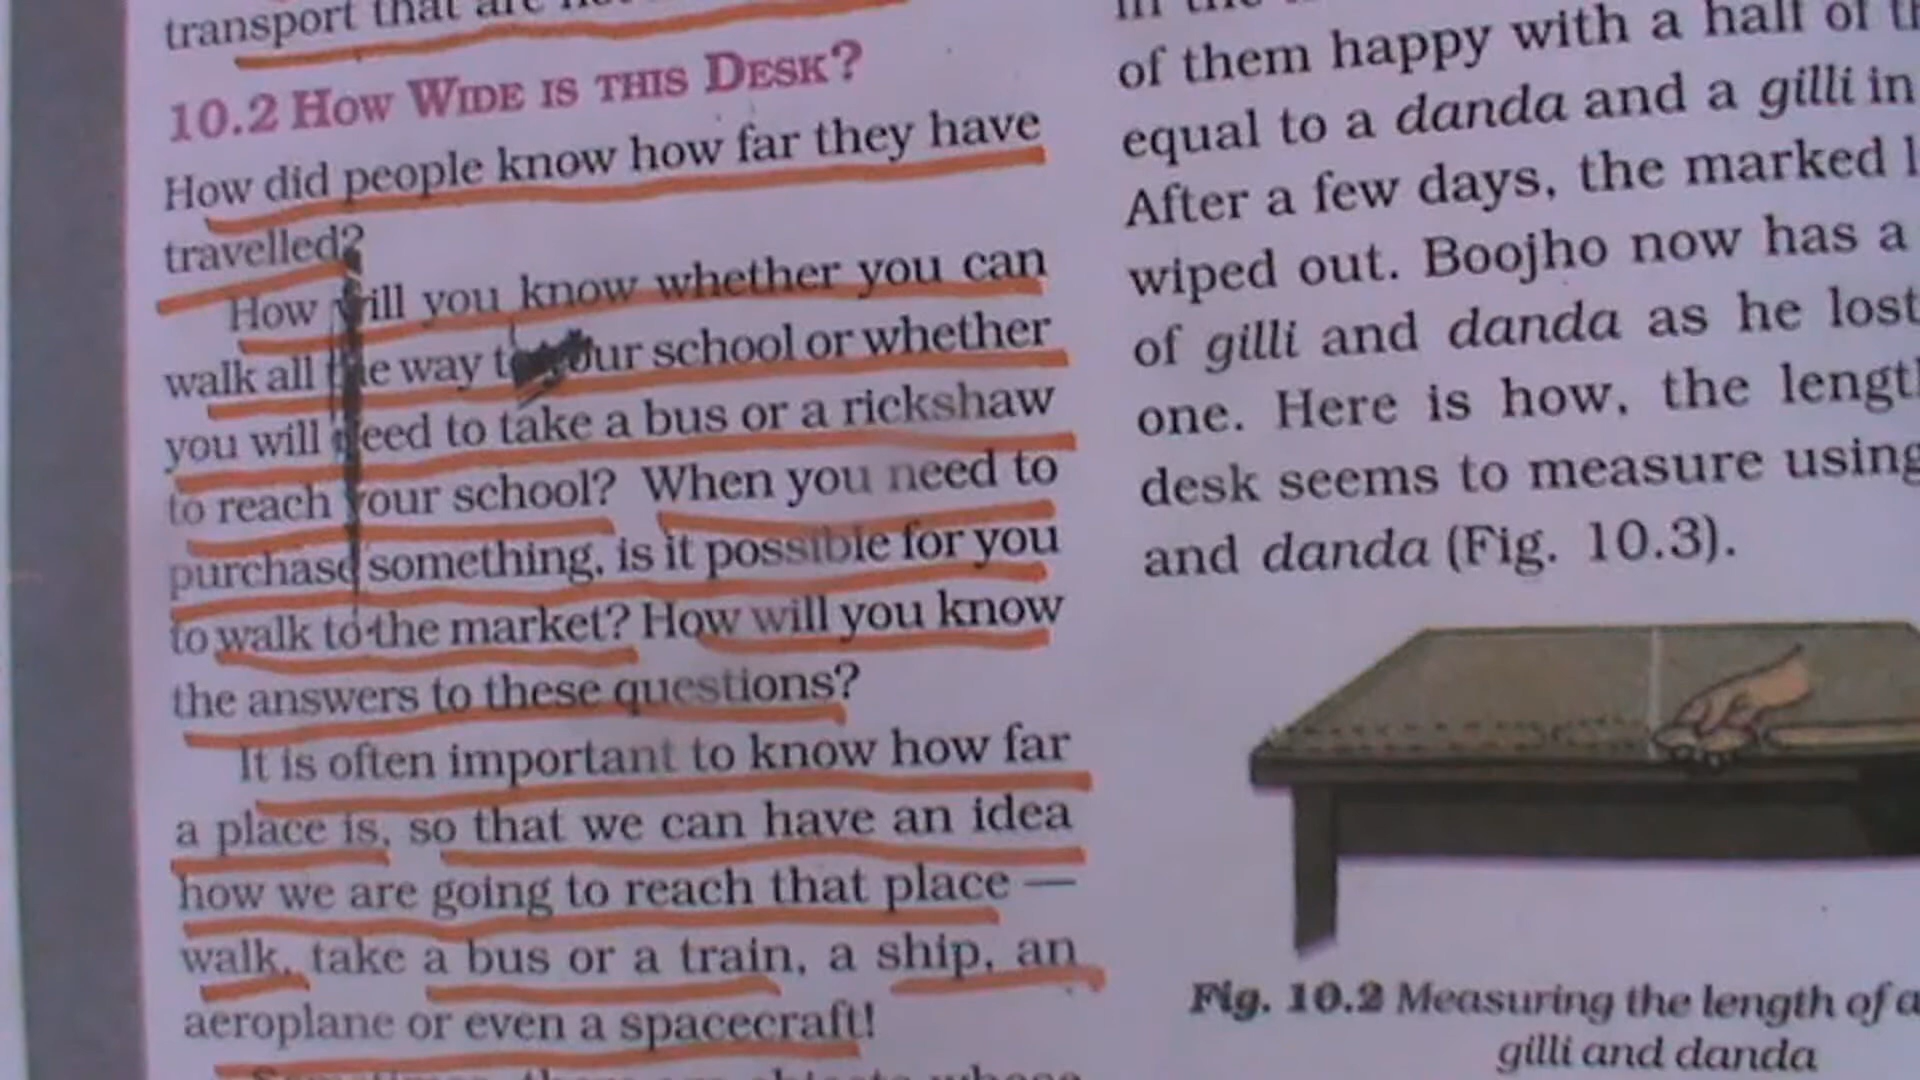 transport that are
10.2 HOW WIDE IS THIS DESK?
How did people know how far they have
travelled?
How will you know whether you can
walk all the way to your school or whether
you will need to take a bus or a rickshaw
to reach your school? When you need to
purchase something, is it possible for you
to walk to the market? How will you know
the answers to these questions?
It is often important to know how far
a place is, so that we can have an idea
how we are going to reach that place —
walk, take a bus or a train, a ship, an
aeroplane or even a spacecraft!
in the
of them happy with a half of
equal to a danda and a gilli in
After a few days, the marked
wiped out. Boojho now has a
of gilli and danda as he lost
one. Here is how, the length
desk seems to measure using
and danda (Fig. 10.3).
Fig. 10.2 Measuring the length of a
gilli and danda